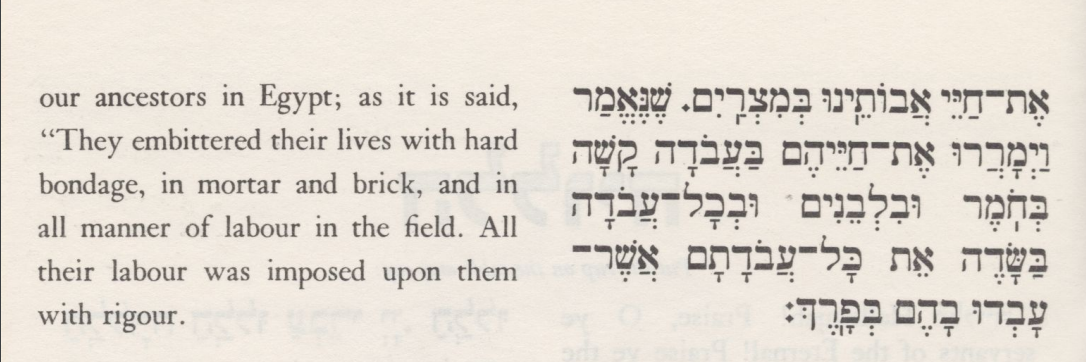 our ancestors in Egypt; as it is said,
“They embittered their lives with hard
bondage, in mortar and brick, and in
all manner of labour in the field. All
their labour was imposed upon them
with rigour.
אֶת־חַיֵּי אֲבוֹתֵינוּ בְּמִצְרָיִם. שֶׁנֶּאֱמַר
וַיְמָרְרוּ אֶת־חַיֵּיהֶם בַּעֲבֹדָה קָשָׁה
בְּחֹמֶר וּבִלְבֵנִים וּבְכָל־עֲבֹדָה
בַּשָּׂדֶה אֵת כָּל־עֲבֹדָתָם אֲשֶׁר־
עָבְדוּ בָהֶם בְּפָרֶךְ׃